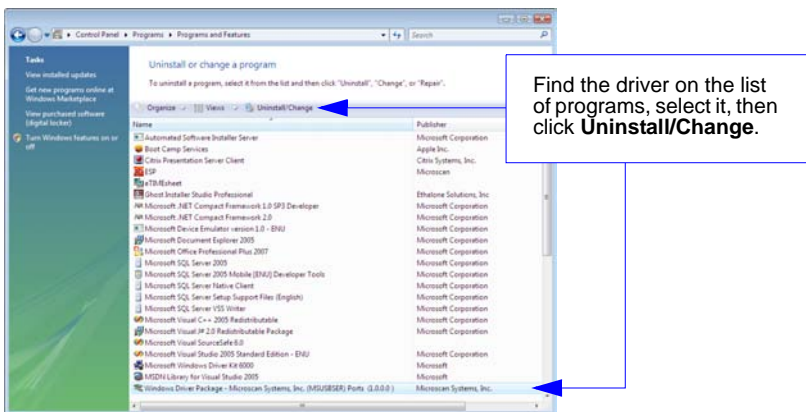 Control Panel ▸ Programs ▸ Programs and Features
Search
Tasks
View installed updates
Get new programs online at
Windows Marketplace
View purchased software
(digital locker)
Turn Windows features on or
off
Uninstall or change a program
To uninstall a program, select it from the list and then click "Uninstall", "Change", or "Repair".
Organize Views Uninstall/Change
Name Publisher
Automated Software Installer Server Microsoft Corporation
Boot Camp Services Apple Inc.
Citrix Presentation Server Client Citrix Systems, Inc.
ESP Microscan
eTIMEsheet
Ghost Installer Studio Professional Ethalone Solutions, Inc
Microsoft .NET Compact Framework 1.0 SP3 Developer Microsoft Corporation
Microsoft .NET Compact Framework 2.0 Microsoft Corporation
Microsoft Device Emulator version 1.0 - ENU Microsoft Corporation
Microsoft Document Explorer 2005 Microsoft Corporation
Microsoft Office Professional Plus 2007 Microsoft Corporation
Microsoft SQL Server 2005 Microsoft Corporation
Microsoft SQL Server 2005 Mobile [ENU] Developer Tools Microsoft Corporation
Microsoft SQL Server Native Client Microsoft Corporation
Microsoft SQL Server Setup Support Files (English) Microsoft Corporation
Microsoft SQL Server VSS Writer Microsoft Corporation
Microsoft Visual C++ 2005 Redistributable Microsoft Corporation
Microsoft Visual J# 2.0 Redistributable Package Microsoft Corporation
Microsoft Visual SourceSafe 6.0
Microsoft Visual Studio 2005 Standard Edition - ENU Microsoft Corporation
Microsoft Windows Driver Kit 6000 Microsoft
MSDN Library for Visual Studio 2005 Microsoft
Windows Driver Package - Microscan Systems, Inc. (MSUSBSER) Ports (1.0.0.0 ) Microscan Systems, Inc.
Find the driver on the list
of programs, select it, then
click Uninstall/Change.